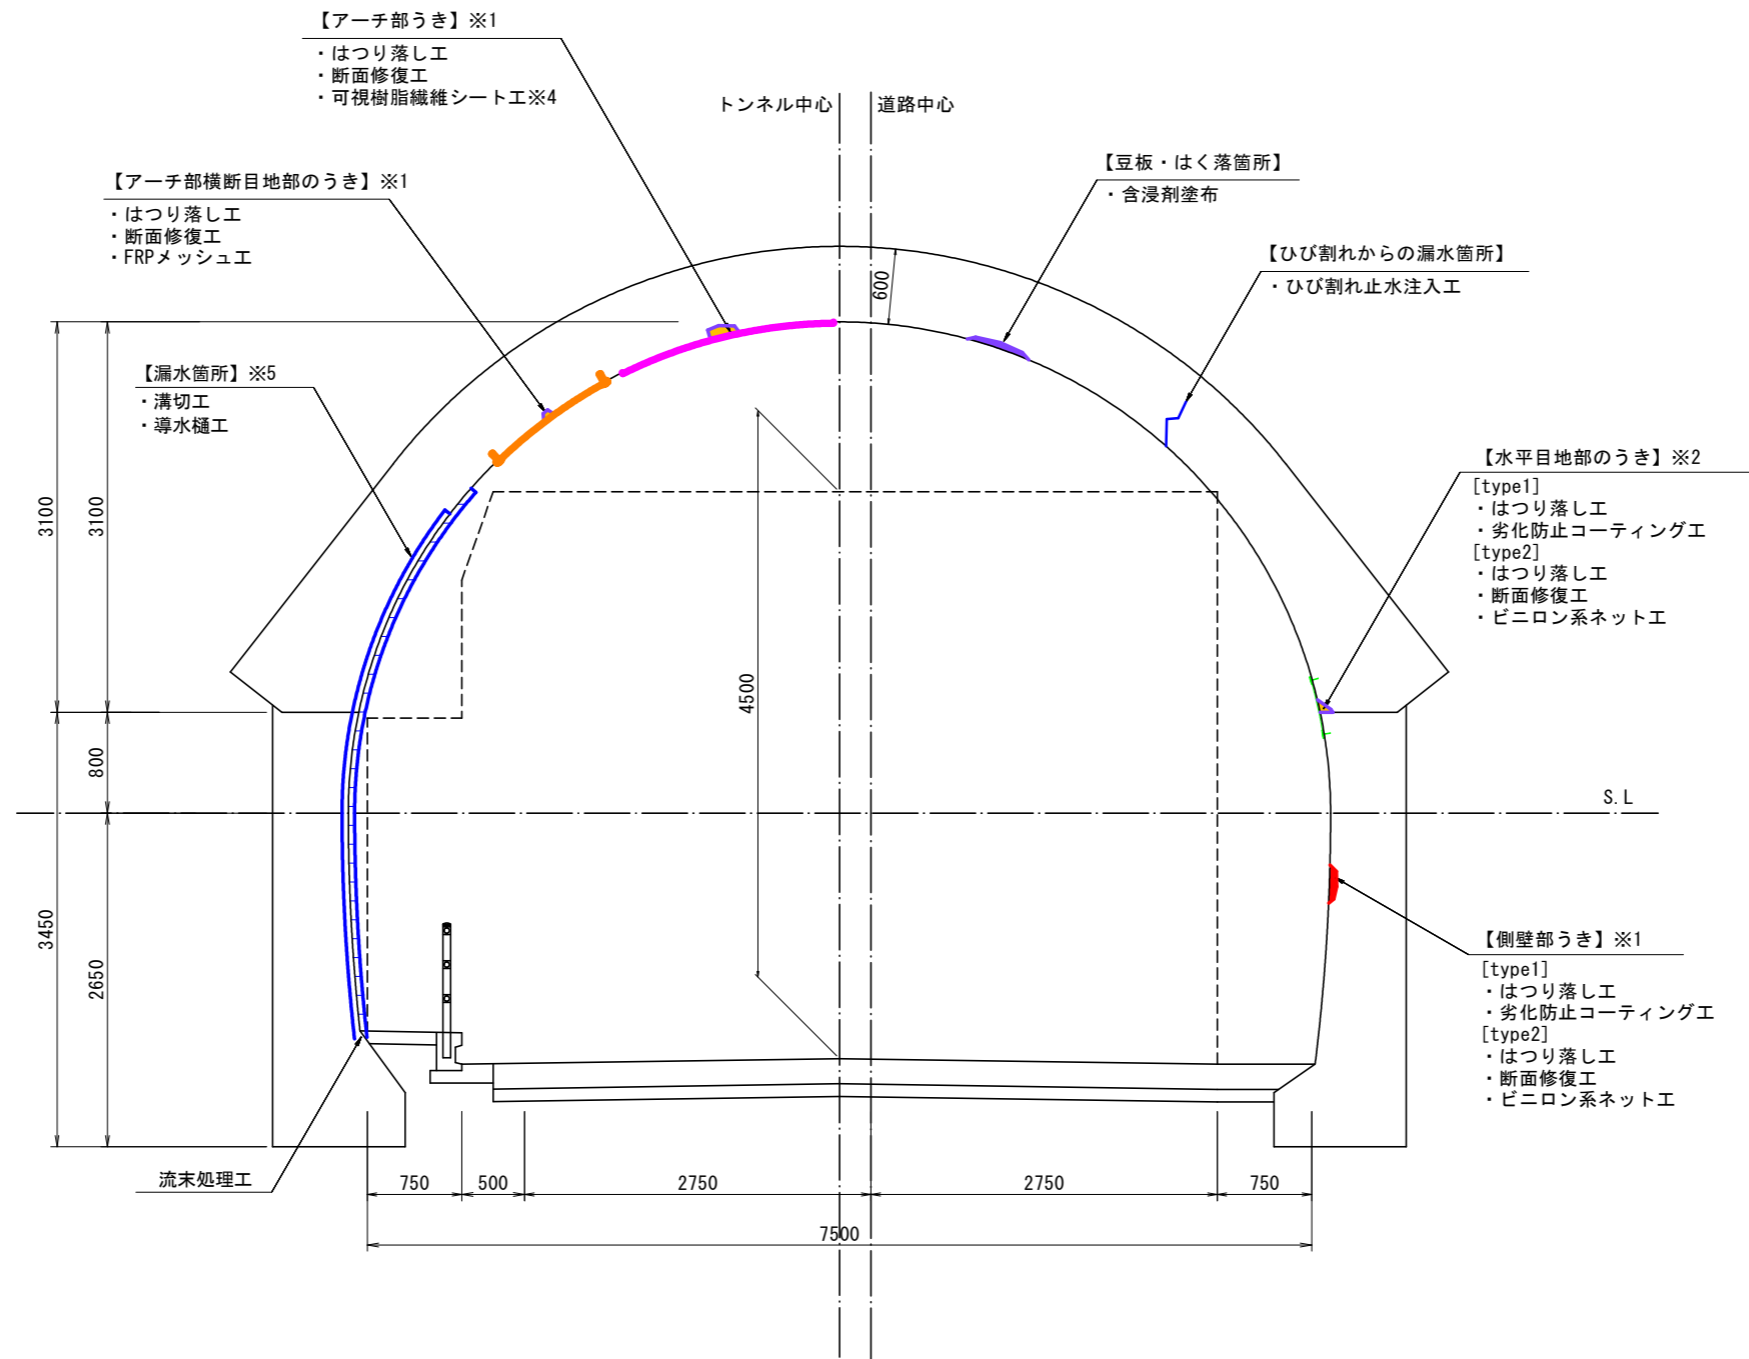 【アーチ部うき】※1
・はつり落し工
・断面修復工
・可視樹脂繊維シート工※4
トンネル中心
道路中心
【豆板・はく落箇所】
・含浸剤塗布
【アーチ部横断目地部のうき】※1
・はつり落し工
・断面修復工
・FRPメッシュ工
【ひび割れからの漏水箇所】
・ひび割れ止水注入工
600
【漏水箇所】※5
・溝切工
・導水樋工
【水平目地部のうき】※2
[type1]
・はつり落し工
・劣化防止コーティング工
[type2]
・はつり落し工
・断面修復工
・ビニロン系ネット工
3100
3100
4500
800
S.L
3450
2650
【側壁部うき】※1
[type1]
・はつり落し工
・劣化防止コーティング工
[type2]
・はつり落し工
・断面修復工
・ビニロン系ネット工
流末処理工
750
500
2750
2750
750
7500